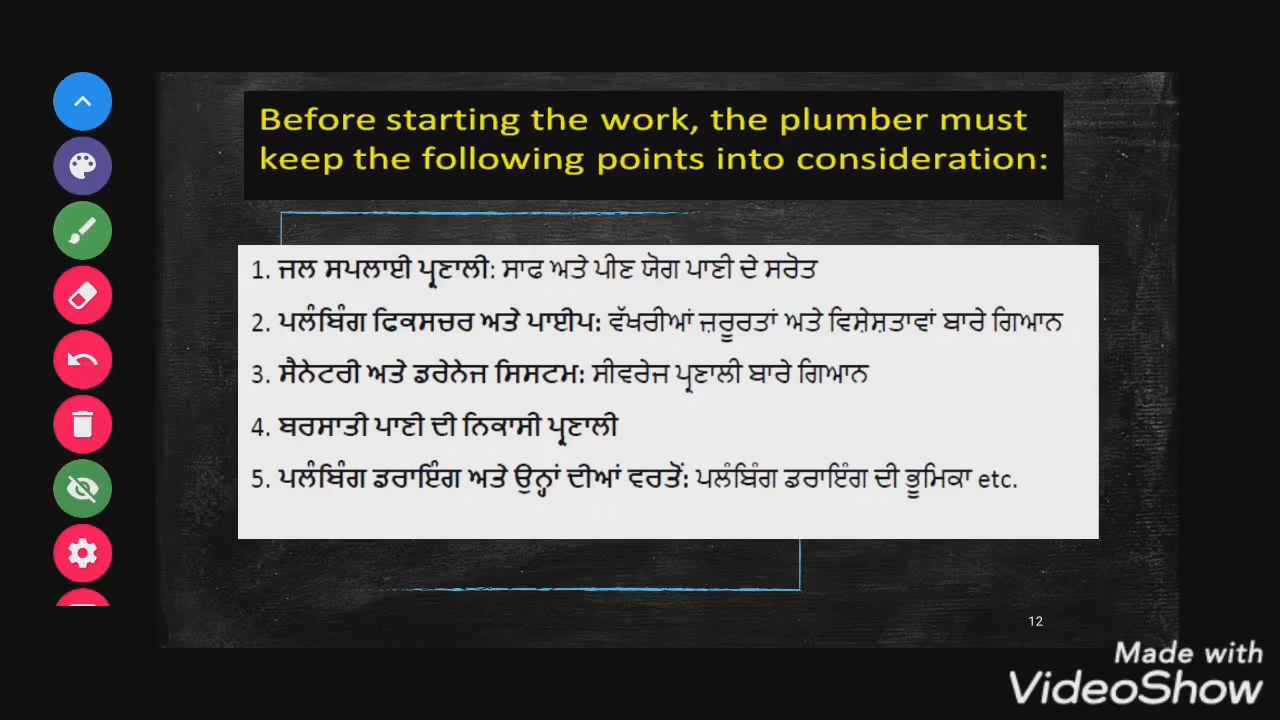 Before starting the work, the plumber must
keep the following points into consideration:
1. ਜਲ ਸਪਲਾਈ ਪ੍ਰਣਾਲੀ: ਸਾਫ ਅਤੇ ਪੀਣ ਯੋਗ ਪਾਣੀ ਦੇ ਸਰੋਤ
2. ਪਲੰਬਿੰਗ ਫਿਕਸਚਰ ਅਤੇ ਪਾਈਪ: ਵੱਖਰੀਆਂ ਜ਼ਰੂਰਤਾਂ ਅਤੇ ਵਿਸ਼ੇਸ਼ਤਾਵਾਂ ਬਾਰੇ ਗਿਆਨ
3. ਸੈਨੇਟਰੀ ਅਤੇ ਡਰੇਨੇਜ ਸਿਸਟਮ: ਸੀਵਰੇਜ ਪ੍ਰਣਾਲੀ ਬਾਰੇ ਗਿਆਨ
4. ਬਰਸਾਤੀ ਪਾਣੀ ਦੀ ਨਿਕਾਸੀ ਪ੍ਰਣਾਲੀ
5. ਪਲੰਬਿੰਗ ਡਰਾਇੰਗ ਅਤੇ ਉਨ੍ਹਾਂ ਦੀਆਂ ਵਰਤੋਂ: ਪਲੰਬਿੰਗ ਡਰਾਇੰਗ ਦੀ ਭੂਮਿਕਾ etc.
12
Made with
VideoShow